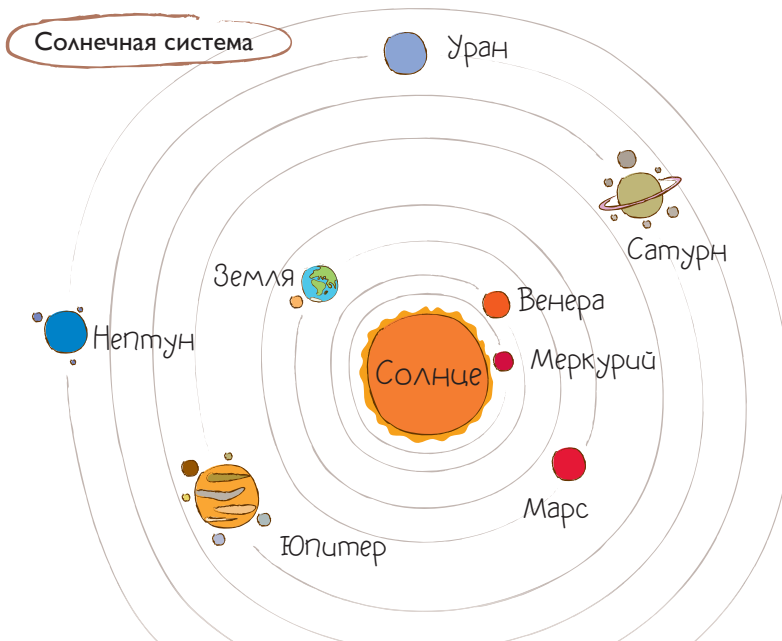 Солнечная система
Уран
Сатурн
Земля
Венера
Нептун
Меркурий
Солнце
Марс
Юпитер